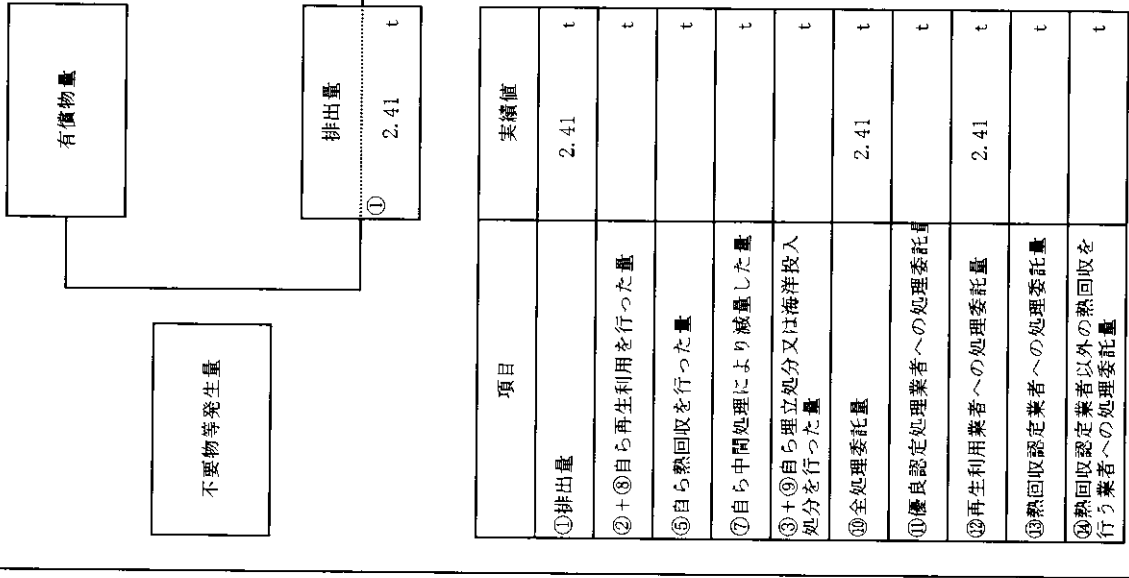 有償物量
不要物等発生量
排出量
① 2.41 t
項目 実績値
①排出量 2.41 t
②+⑧自ら再生利用を行った量 t
⑤自ら熱回収を行った量 t
⑦自ら中間処理により減量した量 t
③+⑨自ら埋立処分又は海洋投入
処分を行った量 t
⑩全処理委託量 2.41 t
⑪優良認定処理業者への処理委託量 t
⑫再生利用業者への処理委託量 2.41 t
⑬熱回収認定業者への処理委託量 t
⑭熱回収認定業者以外の熱回収を
行う業者への処理委託量 t